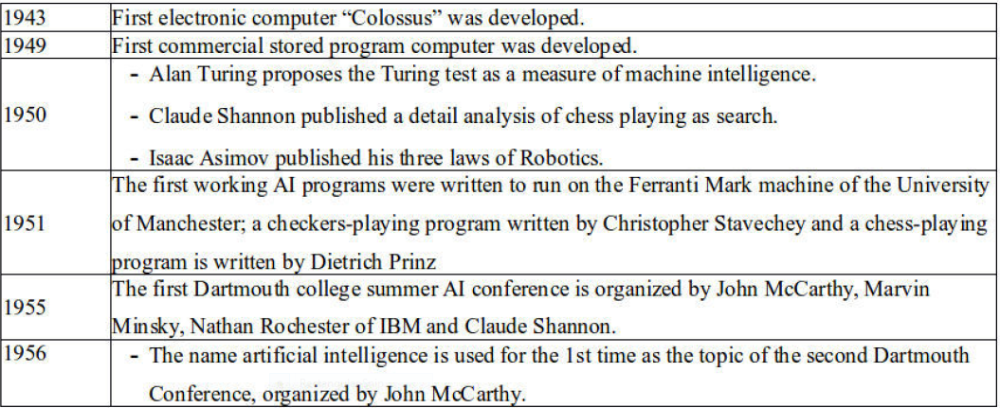 1943 First electronic computer “Colossus” was developed.
1949 First commercial stored program computer was developed.
- Alan Turing proposes the Turing test as a measure of machine intelligence.
1950 - Claude Shannon published a detail analysis of chess playing as search.
- Isaac Asimov published his three laws of Robotics.
The first working AI programs were written to run on the Ferranti Mark machine of the University
1951 of Manchester; a checkers-playing program written by Christopher Stavechey and a chess-playing
program is written by Dietrich Prinz
The first Dartmouth college summer AI conference is organized by John McCarthy, Marvin
1955
Minsky, Nathan Rochester of IBM and Claude Shannon.
1956 - The name artificial intelligence is used for the 1st time as the topic of the second Dartmouth
Conference, organized by John McCarthy.